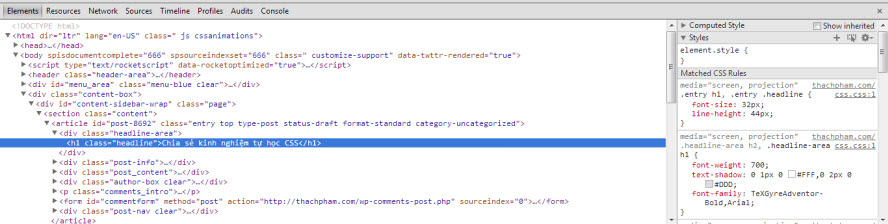 Elements Resources Network Sources Timeline Profiles Audits Console
<!DOCTYPE html>
<html dir="ltr" lang="en-US" class=" js cssanimations">
<head>…</head>
<body spisdocumentcomplete="666" spsourceindexset="666" class=" customize-support" data-twttr-rendered="true">
<script type="text/rocketscript" data-rocketoptimized="true">…</script>
<header class="header-area">…</header>
<div id="menu_area" class="menu-blue clear">…</div>
<div class="content-box">
<div id="content-sidebar-wrap" class="page">
<section class="content">
<article id="post-8692" class="entry top type-post status-draft format-standard category-uncategorized">
<div class="headline-area">
<h1 class="headline">Chia sẻ kinh nghiệm tự học CSS</h1>
</div>
<div class="post-info">…</div>
<div class="post_content">…</div>
<div class="author-box clear">…</div>
<p class="comments_intro">…</p>
<form id="commentform" method="post" action="http://thachpham.com/wp-comments-post.php" sourceindex="0">…</form>
<div class="post-nav clear">…</div>
</article>
Computed Style Show inherited
Styles
element.style {
}
Matched CSS Rules
media="screen, projection" thachpham.com/
.entry h1, .entry .headline { css.css:1
font-size: 32px;
line-height: 44px;
}
media="screen, projection" thachpham.com/
.headline-area h2, .headline-area css.css:1
h1 {
font-weight: 700;
text-shadow: 0 1px 0 #FFF,0 2px 0
#DDD;
font-family: TeXGyreAdventor-
Bold,Arial;
}